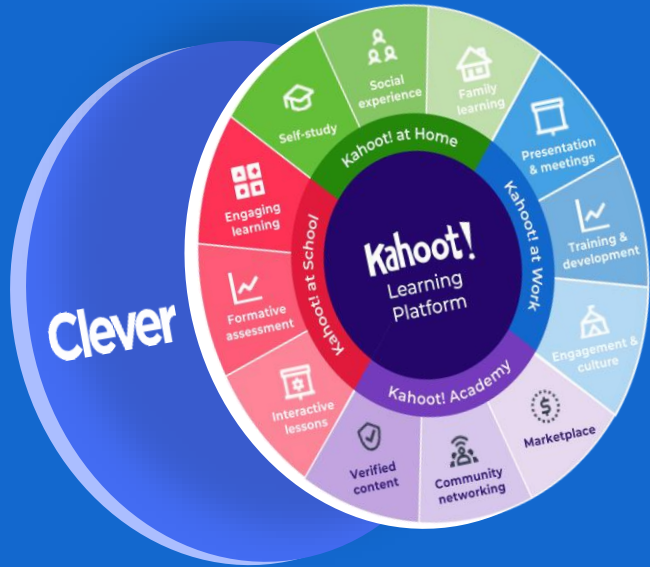 Clever
Kahoot!
Learning
Platform
Kahoot! at Home
Self-study
Social
experience
Family
learning
Kahoot! at Work
Presentation
& meetings
Training &
development
Engagement &
culture
Kahoot! Academy
Marketplace
Community
networking
Verified
content
Kahoot! at School
Interactive
lessons
Formative
assessment
Engaging
learning